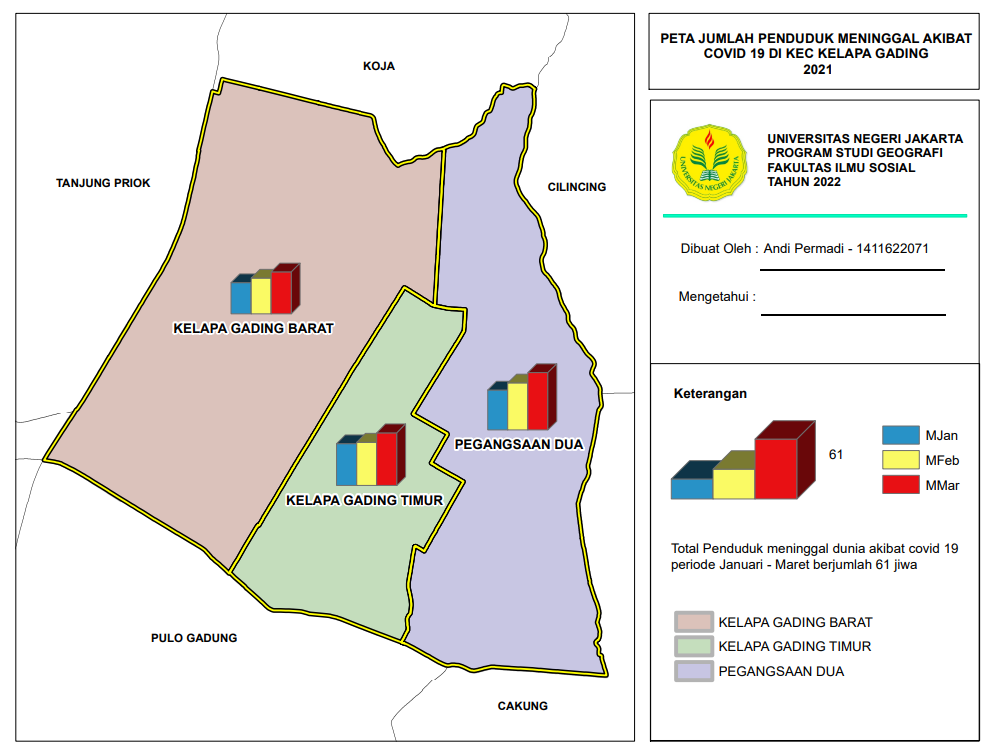 PETA JUMLAH PENDUDUK MENINGGAL AKIBAT
COVID 19 DI KEC KELAPA GADING
2021
KOJA
TANJUNG PRIOK
CILINCING
KELAPA GADING BARAT
PEGANGSAAN DUA
KELAPA GADING TIMUR
PULO GADUNG
CAKUNG
UNIVERSITAS NEGERI JAKARTA
UNIVERSITAS NEGERI JAKARTA
PROGRAM STUDI GEOGRAFI
FAKULTAS ILMU SOSIAL
TAHUN 2022
Dibuat Oleh : Andi Permadi - 1411622071
Mengetahui :
Keterangan
61
MJan
MFeb
MMar
Total Penduduk meninggal dunia akibat covid 19
periode Januari - Maret berjumlah 61 jiwa
KELAPA GADING BARAT
KELAPA GADING TIMUR
PEGANGSAAN DUA